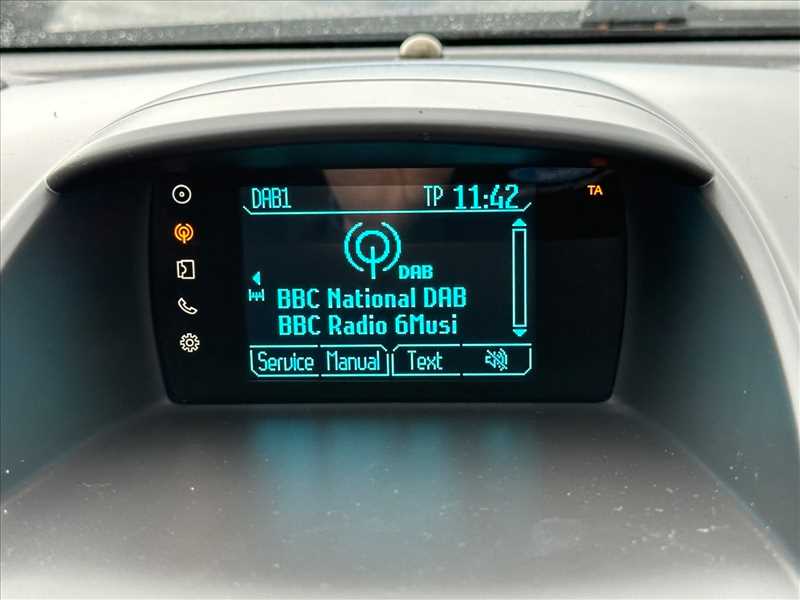 DAB1 TP 11:42 TA
DAB
BBC National DAB
BBC Radio 6Musi
Service Manual Text